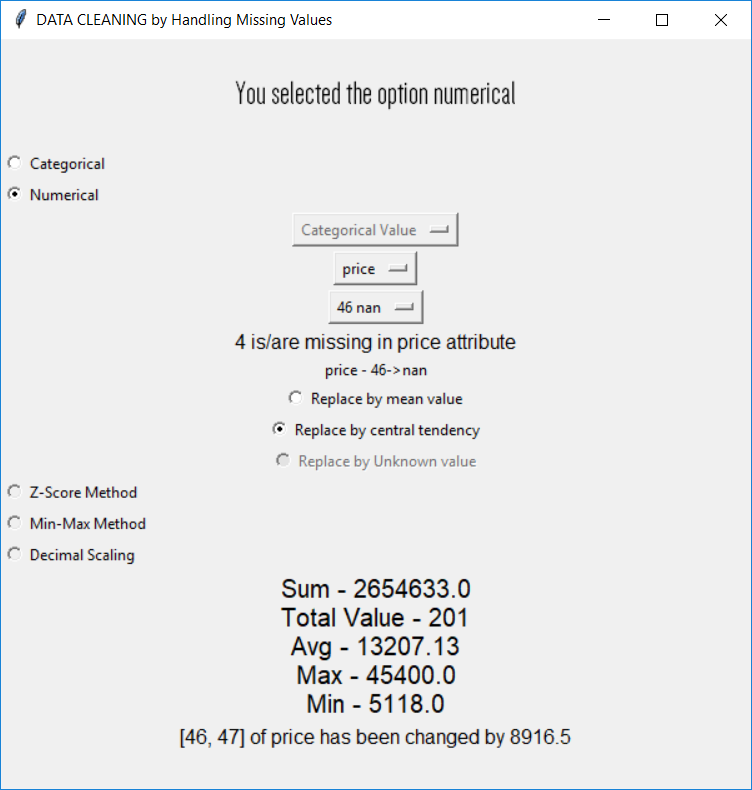 DATA CLEANING by Handling Missing Values
You selected the option numerical
Categorical
Numerical
Categorical Value
price
46 nan
4 is/are missing in price attribute
price - 46->nan
Replace by mean value
Replace by central tendency
Replace by Unknown value
Z-Score Method
Min-Max Method
Decimal Scaling
Sum - 2654633.0
Total Value - 201
Avg - 13207.13
Max - 45400.0
Min - 5118.0
[46, 47] of price has been changed by 8916.5